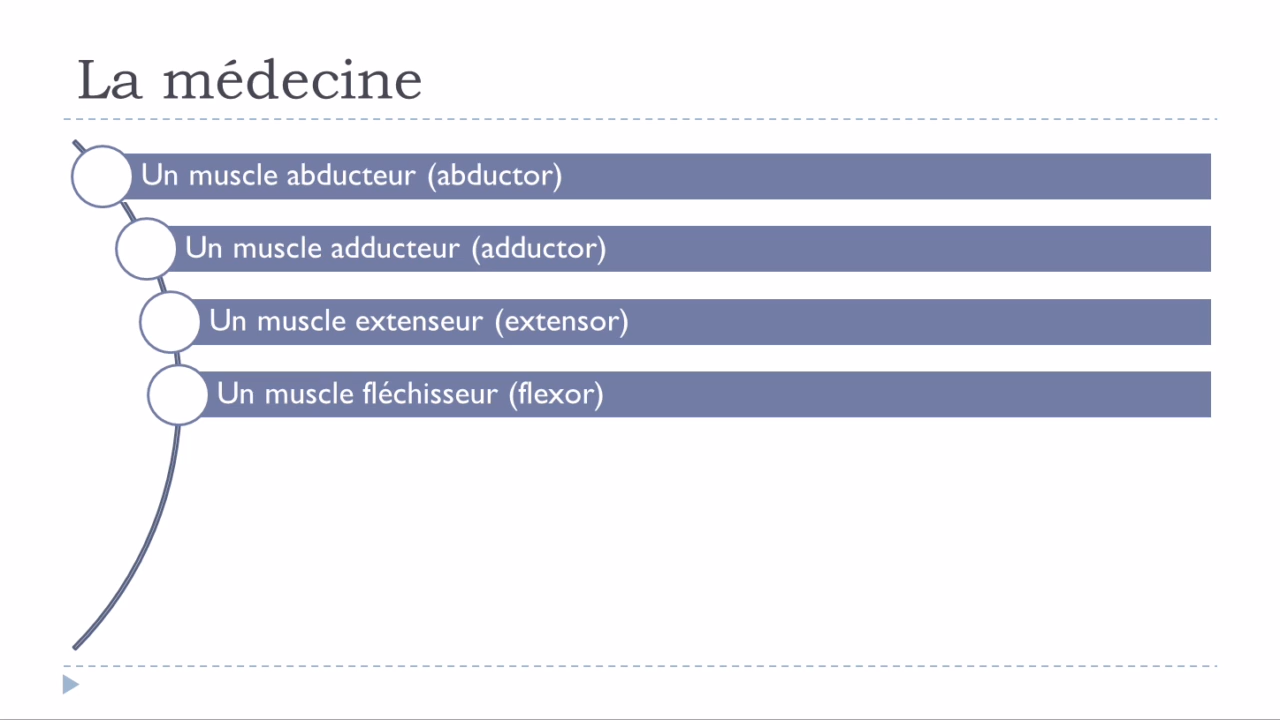 La médecine
Un muscle abducteur (abductor)
Un muscle adducteur (adductor)
Un muscle extenseur (extensor)
Un muscle fléchisseur (flexor)